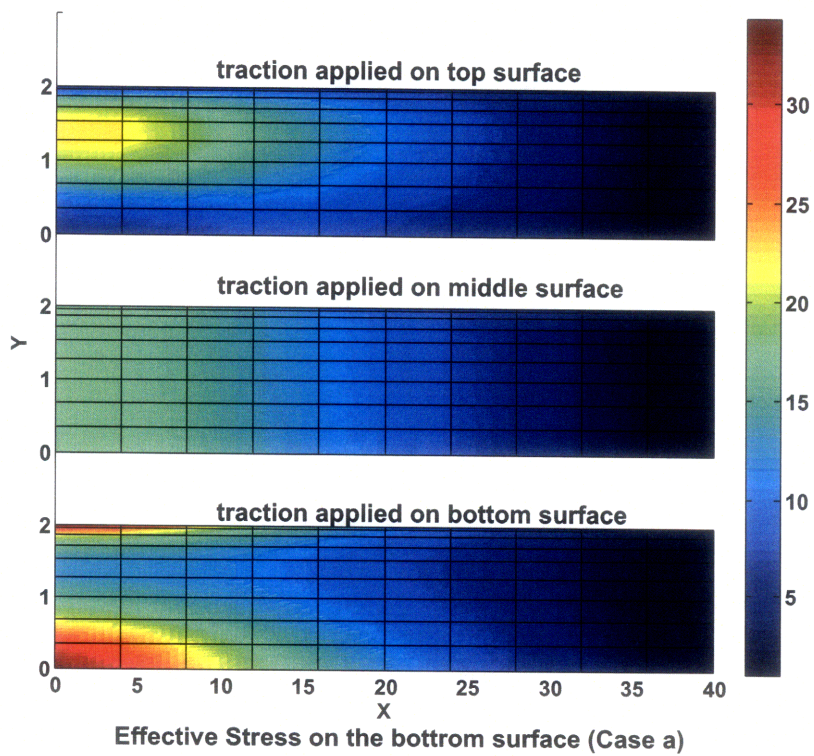 traction applied on top surface
2
1
0
traction applied on middle surface
2
Y
1
0
traction applied on bottom surface
2
1
0
0 5 10 15 20 25 30 35 40
X
Effective Stress on the bottrom surface (Case a)
30
25
20
15
10
5